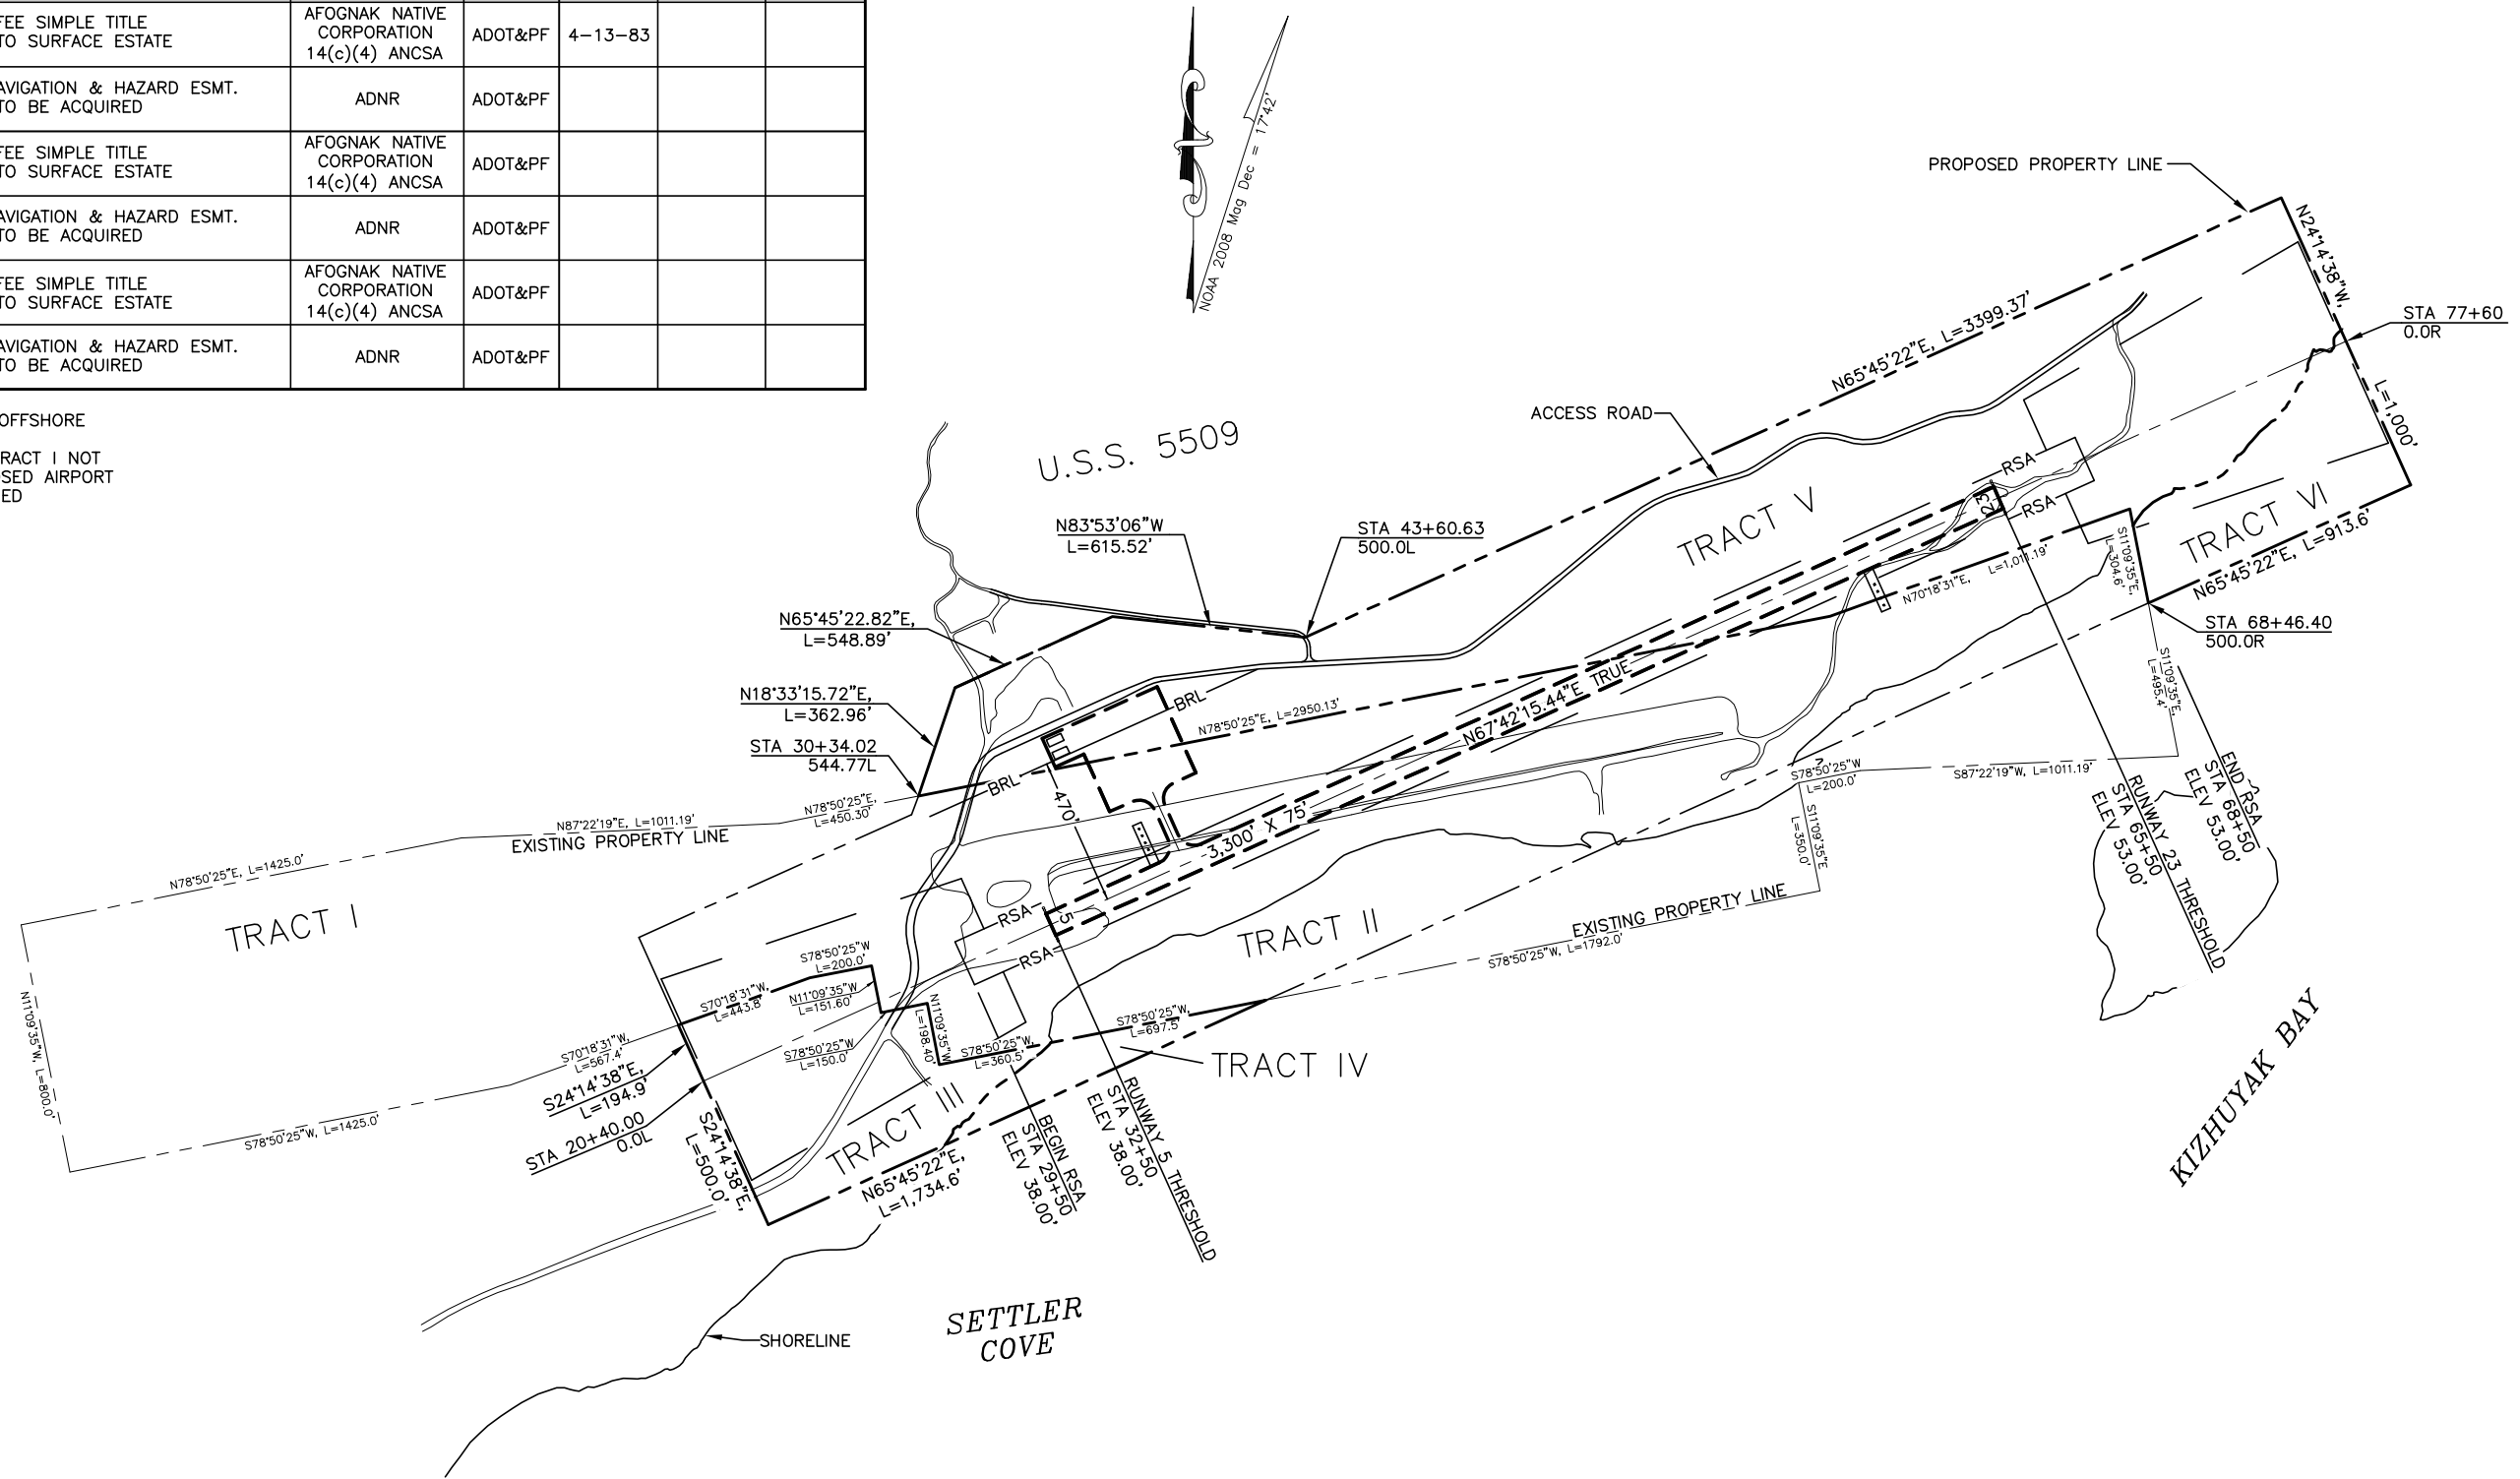 FEE SIMPLE TITLE
TO SURFACE ESTATE
AFOGNAK NATIVE
CORPORATION
14(c)(4) ANCSA
ADOT&PF
4-13-83
AVIGATION & HAZARD ESMT.
TO BE ACQUIRED
ADNR
ADOT&PF
FEE SIMPLE TITLE
TO SURFACE ESTATE
AFOGNAK NATIVE
CORPORATION
14(c)(4) ANCSA
ADOT&PF
AVIGATION & HAZARD ESMT.
TO BE ACQUIRED
ADNR
ADOT&PF
FEE SIMPLE TITLE
TO SURFACE ESTATE
AFOGNAK NATIVE
CORPORATION
14(c)(4) ANCSA
ADOT&PF
AVIGATION & HAZARD ESMT.
TO BE ACQUIRED
ADNR
ADOT&PF
OFFSHORE
TRACT I NOT
AIRPORT
NOAA 2008 Mag Dec = 17°42'
PROPOSED PROPERTY LINE
N24°14'38"W,
L=1,000'
STA 77+60
0.0R
N65°45'22"E, L=3399.37'
ACCESS ROAD
U.S.S. 5509
N83°53'06"W
L=615.52'
STA 43+60.63
500.0L
TRACT V
RSA
RSA
23
TRACT VI
N65°45'22"E, L=913.6'
S11°09'35"E,
L=304.6'
N70°18'31"E, L=1,011.19'
STA 68+46.40
500.0R
S11°09'35"E,
L=495.4'
N65°45'22.82"E,
L=548.89'
N18°33'15.72"E,
L=362.96'
STA 30+34.02
544.77L
BRL
BRL
N78°50'25"E, L=2950.13'
N67°42'15.44"E TRUE
470'
3,300' X 75'
N78°50'25"E,
L=450.30'
N87°22'19"E, L=1011.19'
EXISTING PROPERTY LINE
N78°50'25"E, L=1425.0'
TRACT I
N11°09'35"W, L=800.0'
S78°50'25"W, L=1425.0'
S70°18'31"W,
L=567.4'
S70°18'31"W,
L=443.8'
S78°50'25"W
L=200.0'
N11°09'35"W
L=151.60'
S78°50'25"W
L=150.0'
N11°09'35"W
L=198.40'
S78°50'25"W,
L=360.5'
S78°50'25"W,
L=697.5'
RSA
RSA
5
S24°14'38"E,
L=194.9'
STA 20+40.00
0.0L
S24°14'38"E,
L=500.0'
TRACT III
N65°45'22"E,
L=1,734.6'
TRACT IV
TRACT II
EXISTING PROPERTY LINE
S78°50'25"W, L=1792.0'
S11°09'35"E
L=350.0'
S78°50'25"W
L=200.0'
S87°22'19"W, L=1011.19'
BEGIN RSA
STA 29+50
ELEV 38.00'
RUNWAY 5 THRESHOLD
STA 32+50
ELEV 38.00'
RUNWAY 23 THRESHOLD
STA 65+50
ELEV 53.00'
END RSA
STA 68+50
ELEV 53.00'
KIZHUYAK BAY
SETTLER
COVE
SHORELINE